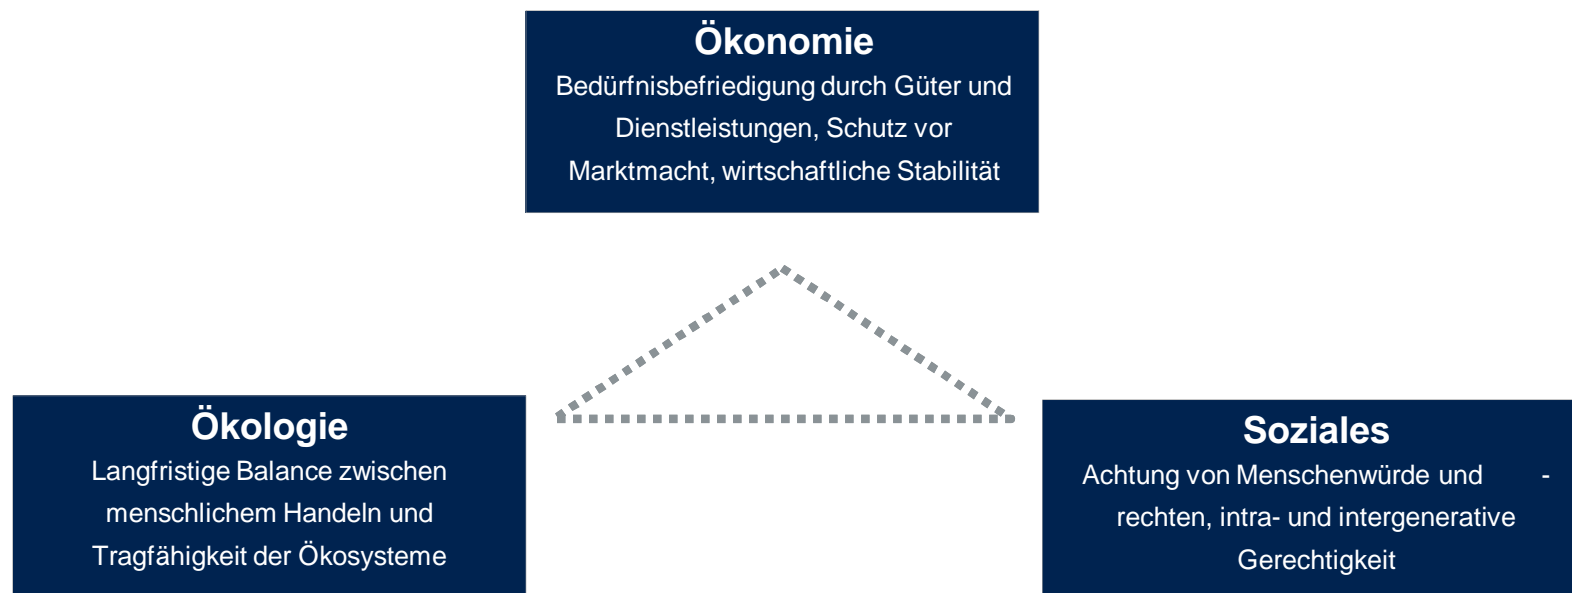 Ökonomie
Bedürfnisbefriedigung durch Güter und
Dienstleistungen, Schutz vor
Marktmacht, wirtschaftliche Stabilität
Ökologie
Langfristige Balance zwischen
menschlichem Handeln und
Tragfähigkeit der Ökosysteme
Soziales
Achtung von Menschenwürde und -
rechten, intra- und intergenerative
Gerechtigkeit